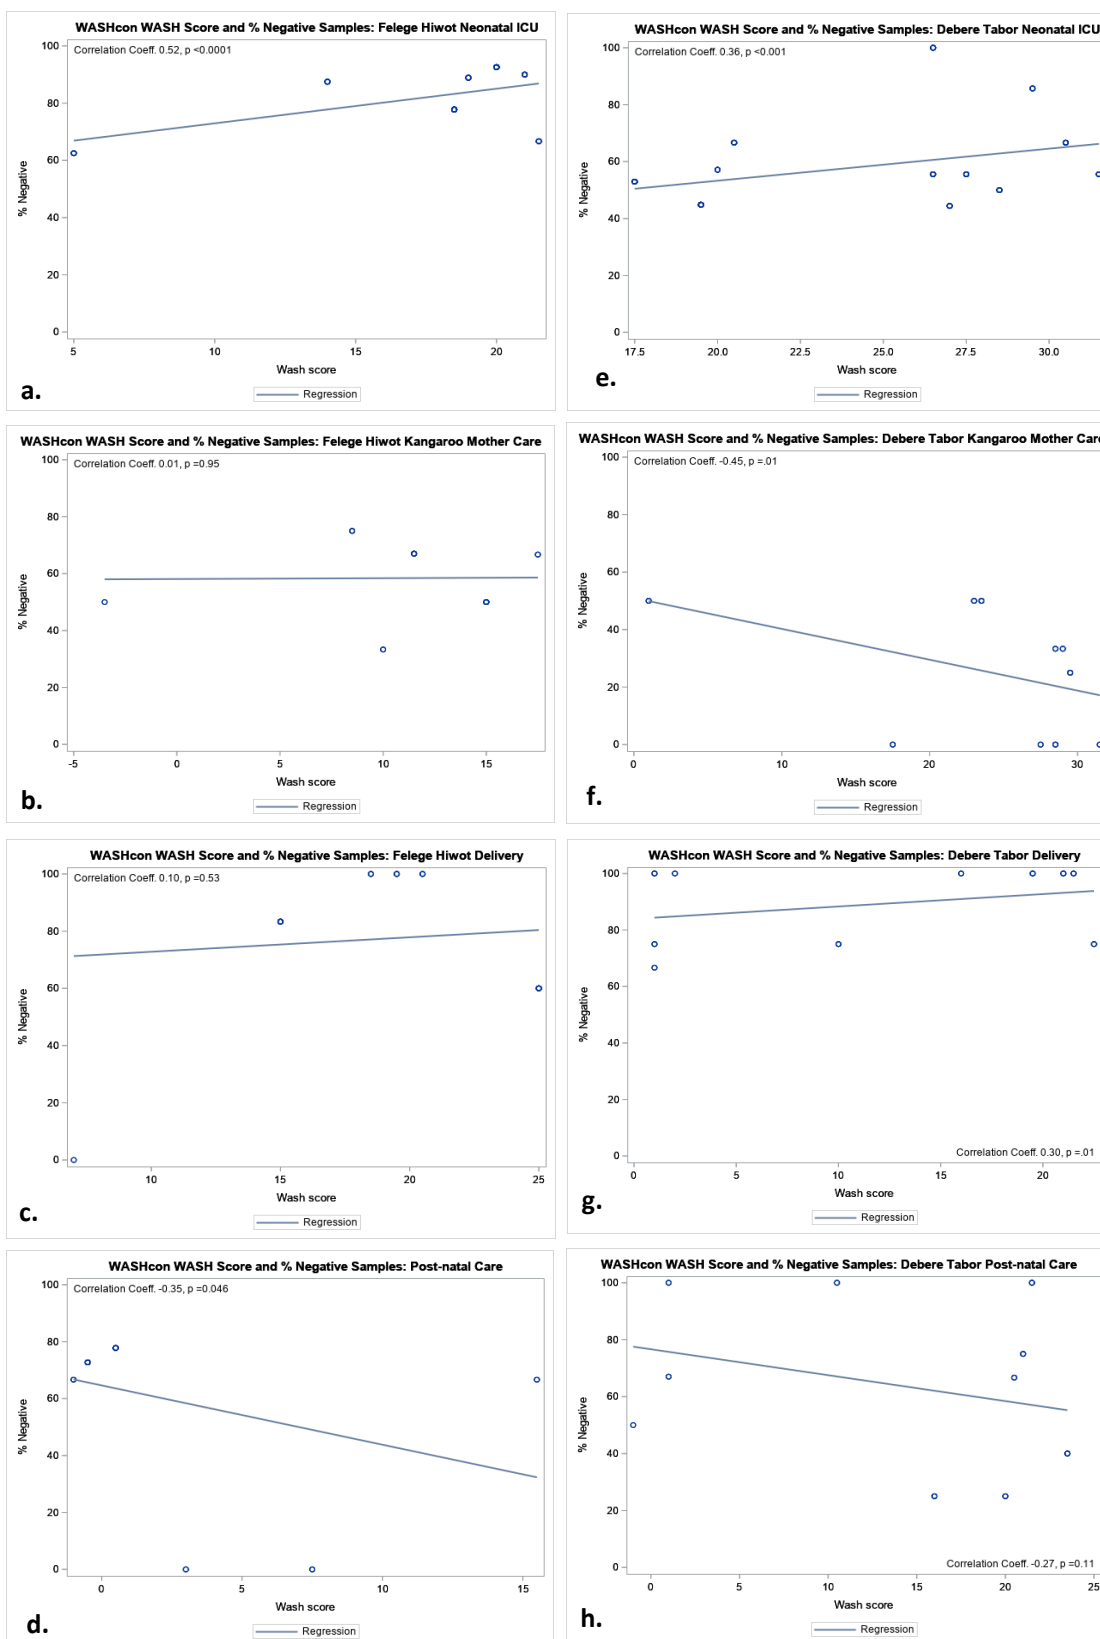 WASHcon WASH Score and % Negative Samples: Felege Hiwot Neonatal ICU
Correlation Coeff. 0.52, p <0.0001
100
80
60
40
20
0
% Negative
5
10
15
20
Wash score
Regression
a.
WASHcon WASH Score and % Negative Samples: Debere Tabor Neonatal ICU
Correlation Coeff. 0.36, p <0.001
100
80
60
40
20
0
% Negative
17.5
20.0
22.5
25.0
27.5
30.0
Wash score
Regression
e.
WASHcon WASH Score and % Negative Samples: Felege Hiwot Kangaroo Mother Care
Correlation Coeff. 0.01, p =0.95
100
80
60
40
20
0
% Negative
-5
0
5
10
15
Wash score
Regression
b.
WASHcon WASH Score and % Negative Samples: Debere Tabor Kangaroo Mother Care
Correlation Coeff. -0.45, p =.01
100
80
60
40
20
0
% Negative
0
10
20
30
Wash score
Regression
f.
WASHcon WASH Score and % Negative Samples: Felege Hiwot Delivery
Correlation Coeff. 0.10, p =0.53
100
80
60
40
20
0
% Negative
10
15
20
25
Wash score
Regression
c.
WASHcon WASH Score and % Negative Samples: Debere Tabor Delivery
100
80
60
40
20
0
% Negative
Correlation Coeff. 0.30, p =.01
0
5
10
15
20
Wash score
Regression
g.
WASHcon WASH Score and % Negative Samples: Post-natal Care
Correlation Coeff. -0.35, p =0.046
100
80
60
40
20
0
% Negative
0
5
10
15
Wash score
Regression
d.
WASHcon WASH Score and % Negative Samples: Debere Tabor Post-natal Care
100
80
60
40
20
0
% Negative
Correlation Coeff. -0.27, p =0.11
0
5
10
15
20
25
Wash score
Regression
h.